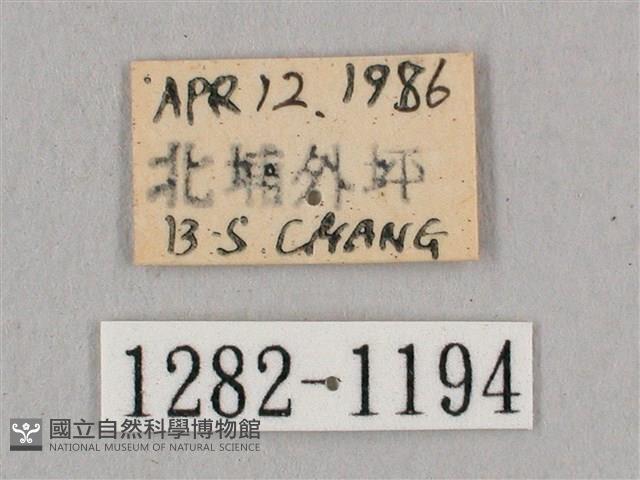 APR 12. 1986
北埔外坪
B.S. CHANG
1282-1194
國立自然科學博物館
NATIONAL MUSEUM OF NATURAL SCIENCE